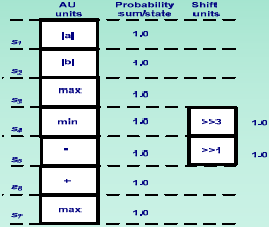 AU units
Probability sum/state
Shift units
|a|
1.0
s1
|b|
1.0
s2
max
1.0
s3
min
1.0
>>3
1.0
s4
-
1.0
>>1
1.0
s5
+
1.0
s6
max
1.0
s7